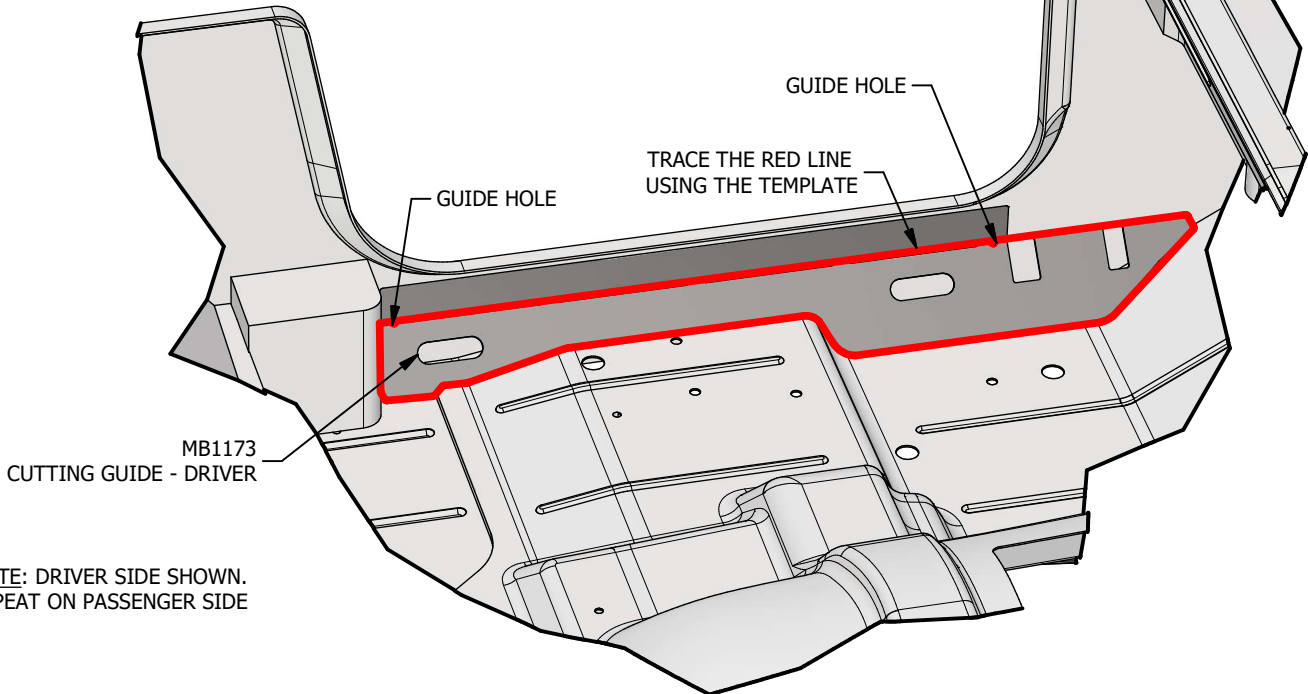 GUIDE HOLE
TRACE THE RED LINE
USING THE TEMPLATE
GUIDE HOLE
MB1173
CUTTING GUIDE - DRIVER
TE: DRIVER SIDE SHOWN.
PEAT ON PASSENGER SIDE